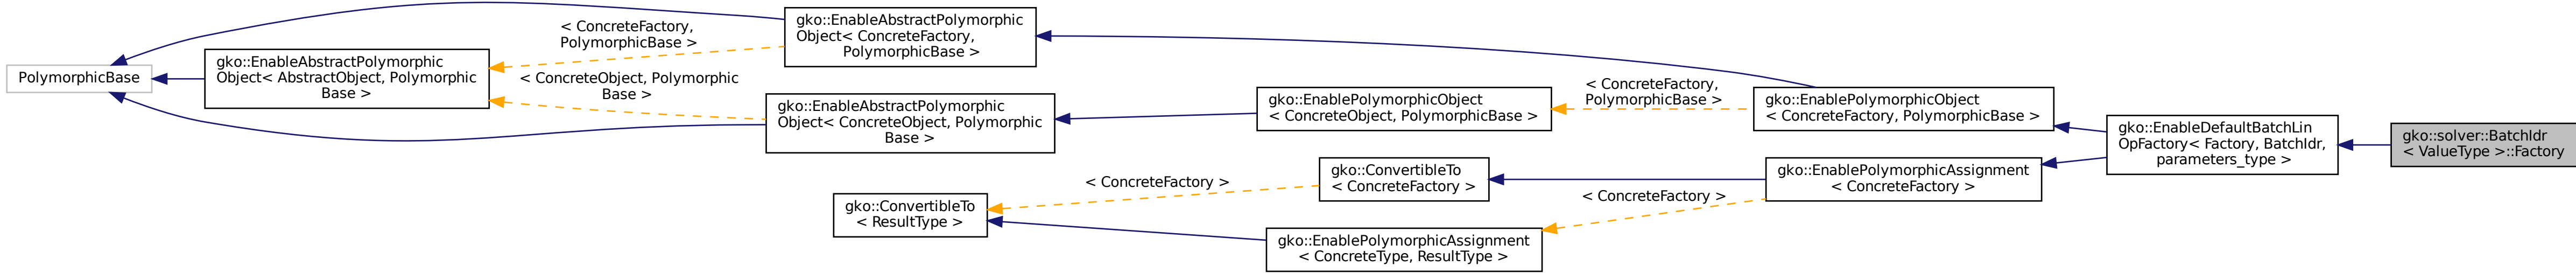 PolymorphicBase
gko::EnableAbstractPolymorphic
Object< AbstractObject, Polymorphic
Base >
< ConcreteFactory,
PolymorphicBase >
< ConcreteObject, Polymorphic
Base >
gko::EnableAbstractPolymorphic
Object< ConcreteFactory,
PolymorphicBase >
gko::EnableAbstractPolymorphic
Object< ConcreteObject, Polymorphic
Base >
gko::ConvertibleTo
< ResultType >
< ConcreteFactory >
gko::EnablePolymorphicObject
< ConcreteObject, PolymorphicBase >
gko::ConvertibleTo
< ConcreteFactory >
gko::EnablePolymorphicAssignment
< ConcreteType, ResultType >
< ConcreteFactory,
PolymorphicBase >
< ConcreteFactory >
gko::EnablePolymorphicObject
< ConcreteFactory, PolymorphicBase >
gko::EnablePolymorphicAssignment
< ConcreteFactory >
gko::EnableDefaultBatchLin
OpFactory< Factory, BatchIdr,
parameters_type >
gko::solver::BatchIdr
< ValueType >::Factory